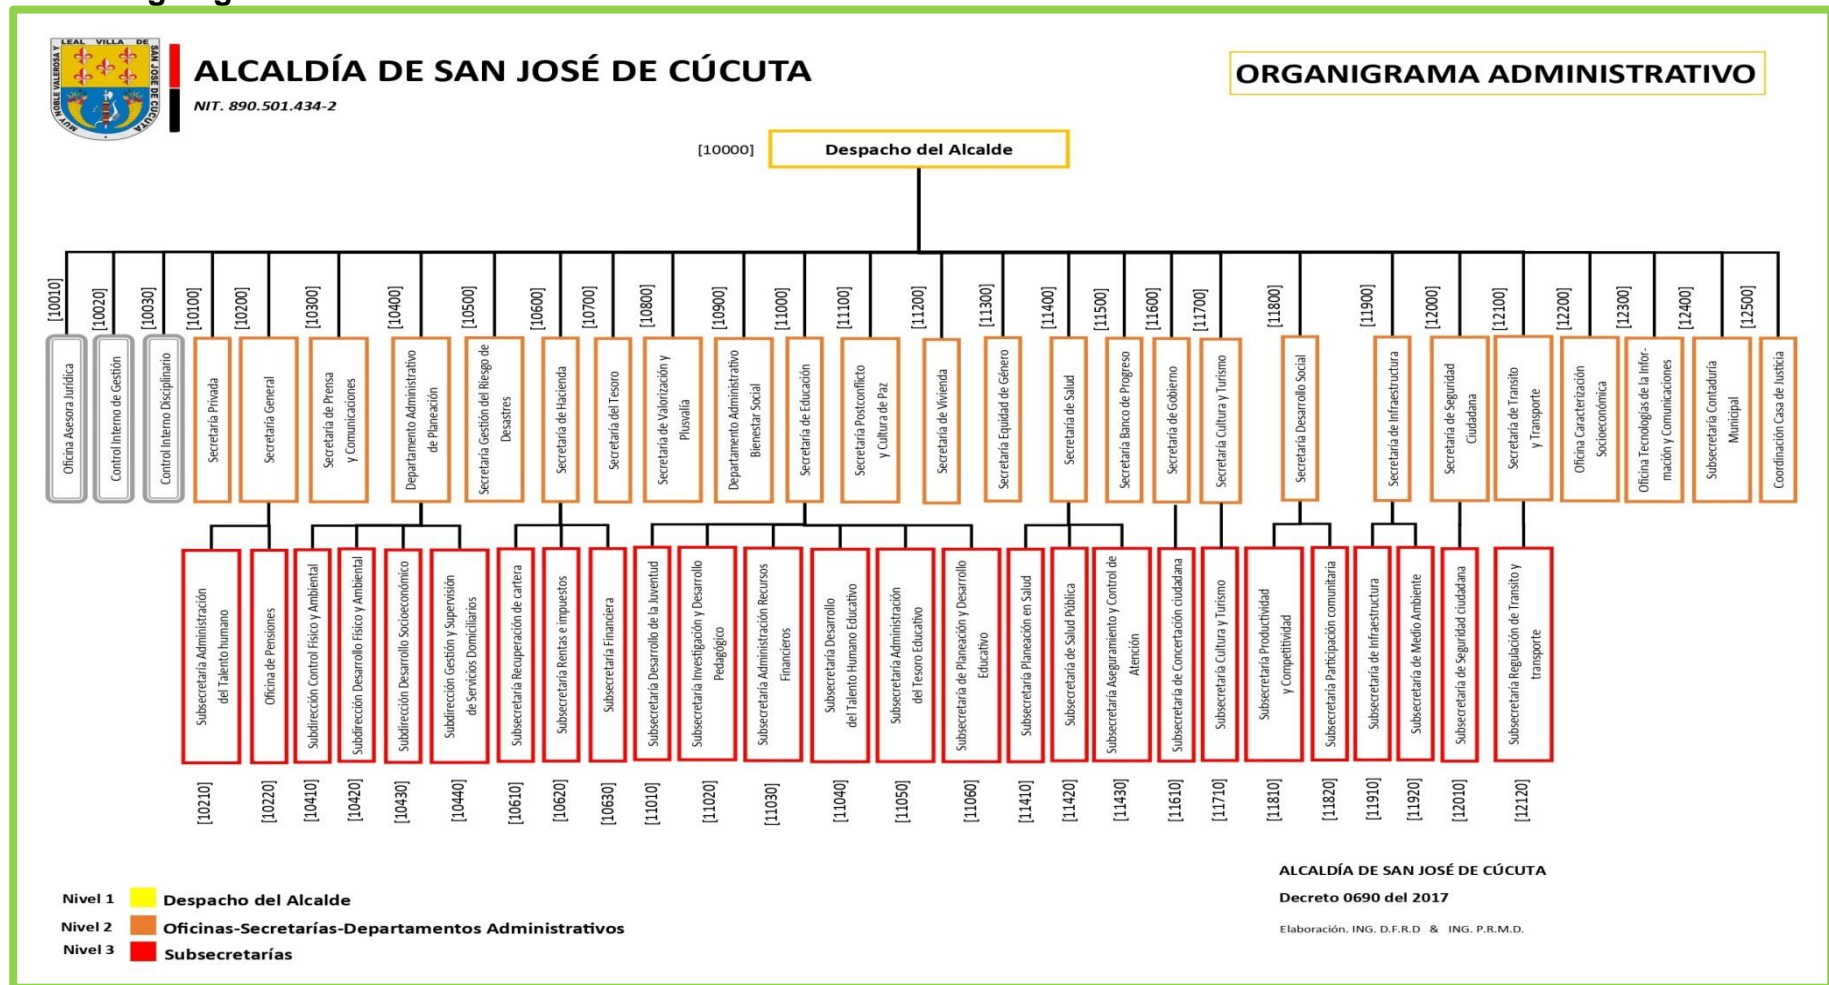 MUY NOBLE VALEROSA Y LEAL VILLA DE SAN JOSE DE CUCUTA
ALCALDÍA DE SAN JOSÉ DE CÚCUTA
NIT. 890.501.434-2
ORGANIGRAMA ADMINISTRATIVO
[10000]
Despacho del Alcalde
[10010]
[10020]
[10030]
[10100]
[10200]
[10300]
[10400]
[10500]
[10600]
[10700]
[10800]
[10900]
[11000]
[11100]
[11200]
[11300]
[11400]
[11500]
[11600]
[11700]
[11800]
[11900]
[12000]
[12100]
[12200]
[12300]
[12400]
[12500]
Oficina Asesora Jurídica
Control Interno de Gestión
Control Interno Disciplinario
Secretaría Privada
Secretaría General
Secretaría de Prensa
y Comunicaciones
Departamento Administrativo
de Planeación
Secretaría Gestión del Riesgo de
Desastres
Secretaría de Hacienda
Secretaría del Tesoro
Secretaría de Valorización y
Plusvalía
Departamento Administrativo
Bienestar Social
Secretaría de Educación
Secretaría Postconflicto
y Cultura de Paz
Secretaría de Vivienda
Secretaría Equidad de Género
Secretaría de Salud
Secretaría Banco de Progreso
Secretaría de Gobierno
Secretaría Cultura y Turismo
Secretaría Desarrollo Social
Secretaría de Infraestructura
Secretaría de Seguridad
Ciudadana
Secretaría de Transito
y Transporte
Oficina Caracterización
Socioeconómica
Oficina Tecnologías de la Infor-
mación y Comunicaciones
Subsecretaría Contaduría
Municipal
Coordinación Casa de Justicia
Subsecretaría Administración
del Talento humano
Oficina de Pensiones
Subdirección Control Físico y Ambiental
Subdirección Desarrollo Físico y Ambiental
Subdirección Desarrollo Socioeconómico
Subdirección Gestión y Supervisión
de Servicios Domiciliarios
Subsecretaría Recuperación de cartera
Subsecretaría Rentas e impuestos
Subsecretaría Financiera
Subsecretaría Desarrollo de la Juventud
Subsecretaría Investigación y Desarrollo
Pedagógico
Subsecretaría Administración Recursos
Financieros
Subsecretaría Desarrollo
del Talento Humano Educativo
Subsecretaría Administración
del Tesoro Educativo
Subsecretaría de Planeación y Desarrollo
Educativo
Subsecretaría Planeación en Salud
Subsecretaría de Salud Pública
Subsecretaría Aseguramiento y Control de
Atención
Subsecretaría de Concertación ciudadana
Subsecretaría Cultura y Turismo
Subsecretaría Productividad
y Competitividad
Subsecretaría Participación comunitaria
Subsecretaría de Infraestructura
Subsecretaría de Medio Ambiente
Subsecretaría de Seguridad ciudadana
Subsecretaría Regulación de Transito y
transporte
[10210]
[10220]
[10410]
[10420]
[10430]
[10440]
[10610]
[10620]
[10630]
[11010]
[11020]
[11030]
[11040]
[11050]
[11060]
[11410]
[11420]
[11430]
[11610]
[11710]
[11810]
[11820]
[11910]
[11920]
[12010]
[12120]
Nivel 1 Despacho del Alcalde
Nivel 2 Oficinas-Secretarías-Departamentos Administrativos
Nivel 3 Subsecretarías
ALCALDÍA DE SAN JOSÉ DE CÚCUTA
Decreto 0690 del 2017
Elaboración. ING. D.F.R.D & ING. P.R.M.D.